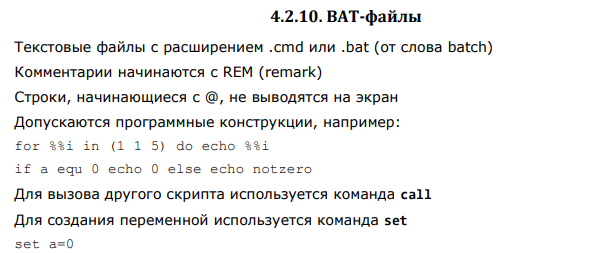 4.2.10. BAT-файлы
Текстовые файлы с расширением .cmd или .bat (от слова batch)
Комментарии начинаются с REM (remark)
Строки, начинающиеся с @, не выводятся на экран
Допускаются программные конструкции, например:
for %%i in (1 1 5) do echo %%i
if a equ 0 echo 0 else echo notzero
Для вызова другого скрипта используется команда call
Для создания переменной используется команда set
set a=0